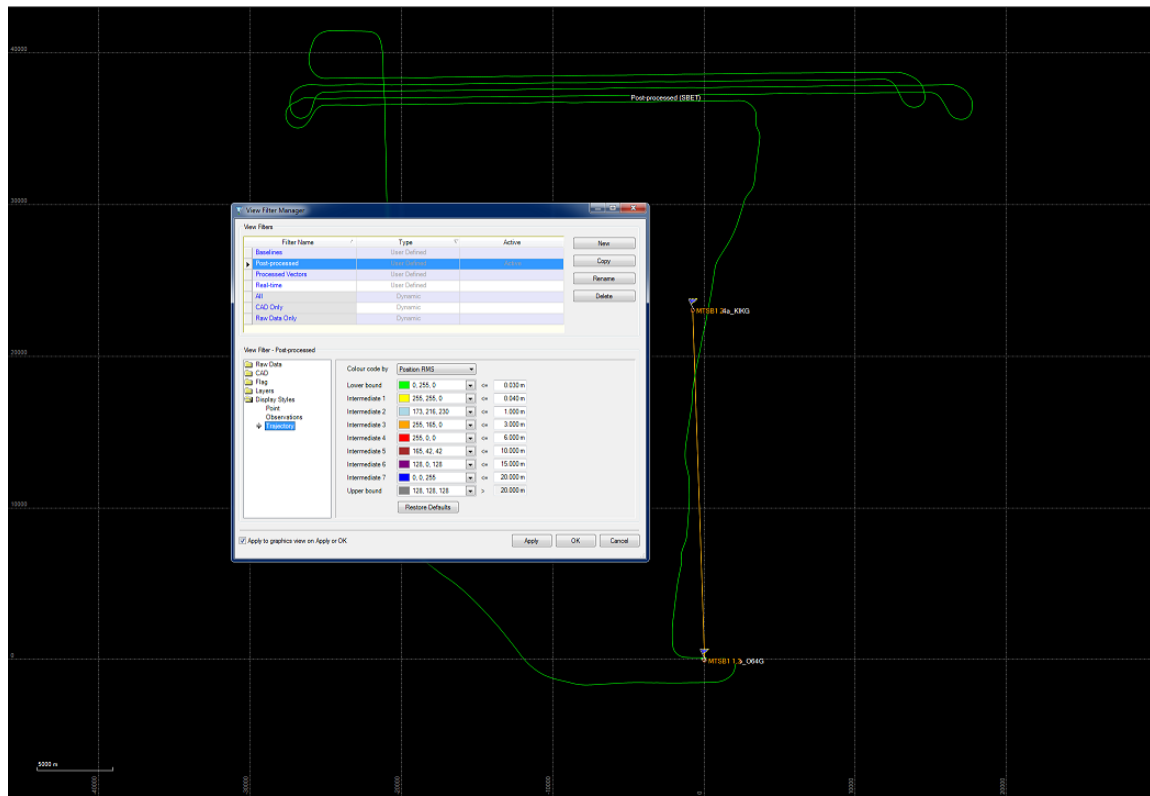 40000
Post-processed (SBET)
30000
View Filter Manager
View Filters
Filter Name Type Active
Baselines User Defined
Post-processed User Defined Active
Processed Vectors User Defined
Real-time User Defined
All Dynamic
CAD Only Dynamic
Raw Data Only Dynamic
New
Copy
Rename
Delete
20000
View Filter - Post-processed
Raw Data
CAD
Flag
Layers
Display Styles
Point
Observations
Trajectory
Colour code by Position RMS
Lower bound 0, 255, 0 <= 0.030 m
Intermediate 1 255, 255, 0 <= 0.040 m
Intermediate 2 173, 216, 230 <= 1.000 m
Intermediate 3 255, 165, 0 <= 3.000 m
Intermediate 4 255, 0, 0 <= 6.000 m
Intermediate 5 165, 42, 42 <= 10.000 m
Intermediate 6 128, 0, 128 <= 15.000 m
Intermediate 7 0, 0, 255 <= 20.000 m
Upper bound 128, 128, 128 > 20.000 m
Restore Defaults
Apply to graphics view on Apply or OK
Apply OK Cancel
10000
0
5000 m
-40000
-30000
-20000
-10000
0
10000
20000